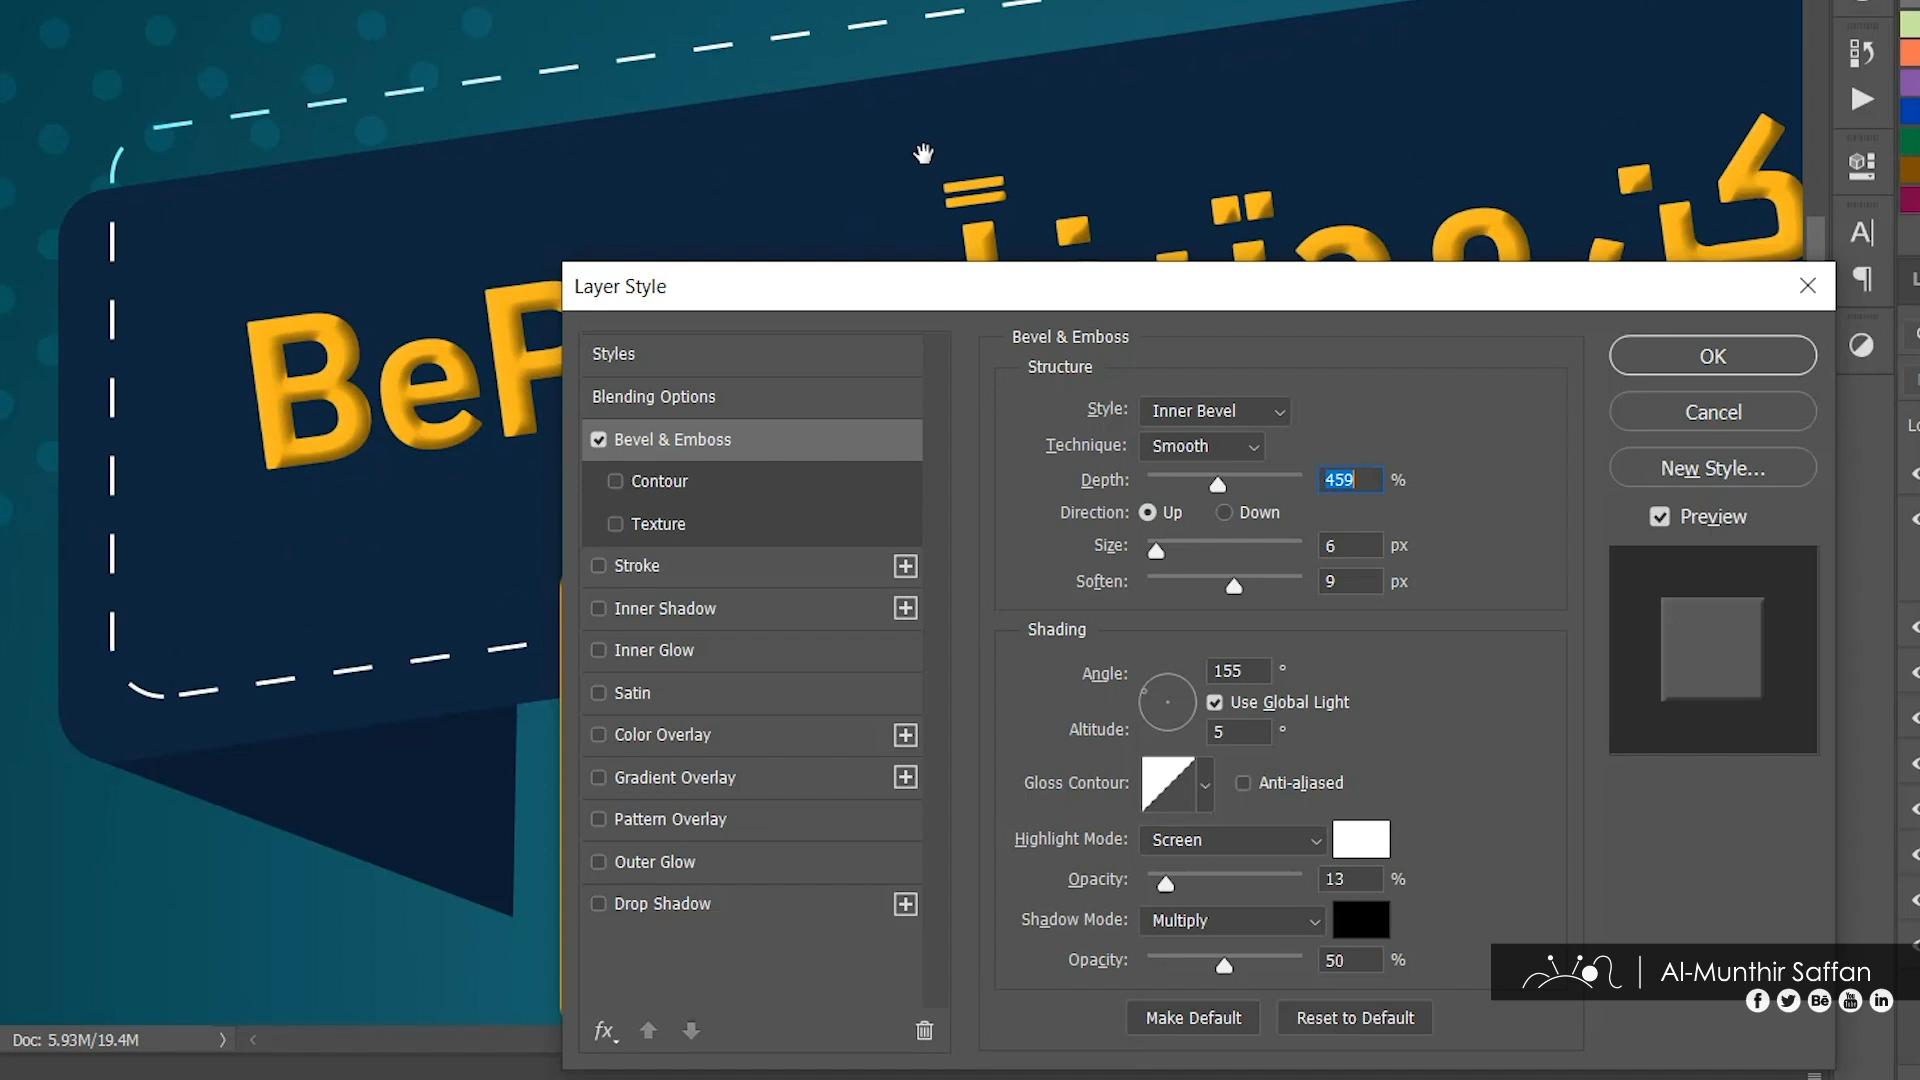 كن
BeP
Layer Style
Styles
Blending Options
Bevel & Emboss
Contour
Texture
Stroke
Inner Shadow
Inner Glow
Satin
Color Overlay
Gradient Overlay
Pattern Overlay
Outer Glow
Drop Shadow
fx
Bevel & Emboss
Structure
Style: Inner Bevel
Technique: Smooth
Depth: 459 %
Direction: Up Down
Size: 6 px
Soften: 9 px
Shading
Angle: 155 °
Use Global Light
Altitude: 5 °
Gloss Contour: Anti-aliased
Highlight Mode: Screen
Opacity: 13 %
Shadow Mode: Multiply
Opacity: 50 %
Make Default
Reset to Default
OK
Cancel
New Style...
Preview
Al-Munthir Saffan
Doc: 5.93M/19.4M